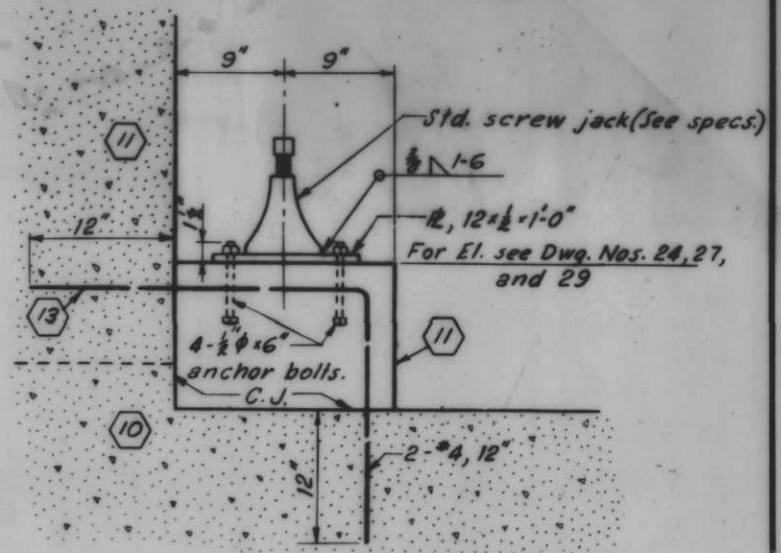 9" 9"
Std. screw jack (See specs.)
11
3/8 1-6
1 1/2"
12"
℄, 12 x 1/2 x 1'-0"
For El. see Dwg. Nos. 24, 27,
and 29
13
11
4-1/2"φ x 6"
anchor bolts.
C.J.
10
12"
2-#4, 12"